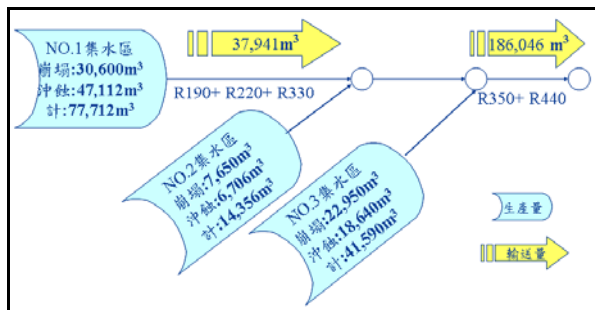 NO.1集水區
崩塌:30,600m³
沖蝕:47,112m³
計:77,712m³
37,941m³
186,046 m³
R190+ R220+ R330
R350+ R440
NO.2集水區
崩塌:7,650m³
沖蝕:6,706m³
計:14,356m³
NO.3集水區
崩塌:22,950m³
沖蝕:18,640m³
計:41,590m³
生產量
輸送量